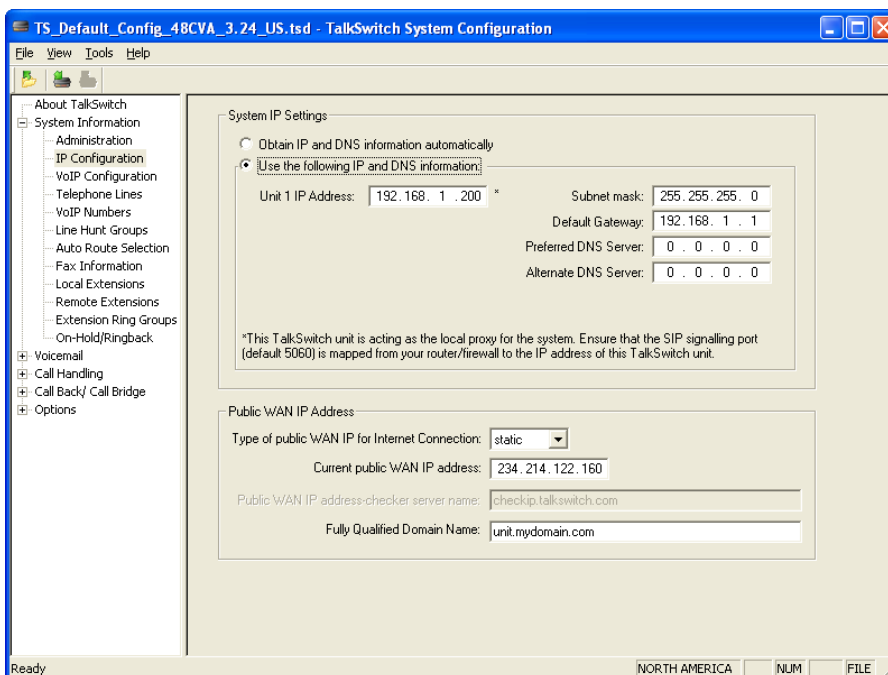 TS_Default_Config_48CVA_3.24_US.tsd - TalkSwitch System Configuration
File View Tools Help
About TalkSwitch
System Information
Administration
IP Configuration
VoIP Configuration
Telephone Lines
VoIP Numbers
Line Hunt Groups
Auto Route Selection
Fax Information
Local Extensions
Remote Extensions
Extension Ring Groups
On-Hold/Ringback
Voicemail
Call Handling
Call Back/ Call Bridge
Options
System IP Settings
Obtain IP and DNS information automatically
Use the following IP and DNS information:
Unit 1 IP Address: 192.168. 1 .200 * Subnet mask: 255.255.255. 0
Default Gateway: 192.168. 1 . 1
Preferred DNS Server: 0 . 0 . 0 . 0
Alternate DNS Server: 0 . 0 . 0 . 0
*This TalkSwitch unit is acting as the local proxy for the system. Ensure that the SIP signalling port
(default 5060) is mapped from your router/firewall to the IP address of this TalkSwitch unit.
Public WAN IP Address
Type of public WAN IP for Internet Connection: static
Current public WAN IP address: 234.214.122.160
Public WAN IP address-checker server name: checkip.talkswitch.com
Fully Qualified Domain Name: unit.mydomain.com
Ready NORTH AMERICA NUM FILE